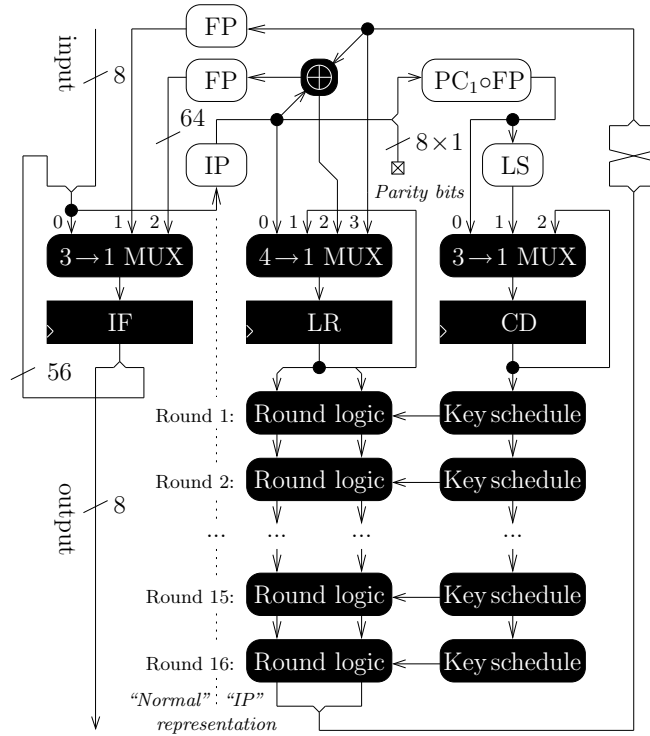 FP
input
8
FP
⊕
PC₁∘FP
64
IP
8×1
LS
Parity bits
0 1 2
0 1 2 3
0 1 2
3→1 MUX
4→1 MUX
3→1 MUX
IF
LR
CD
56
Round 1: Round logic Key schedule
Round 2: Round logic Key schedule
output
8
... ... ... ...
Round 15: Round logic Key schedule
Round 16: Round logic Key schedule
“Normal” “IP”
representation